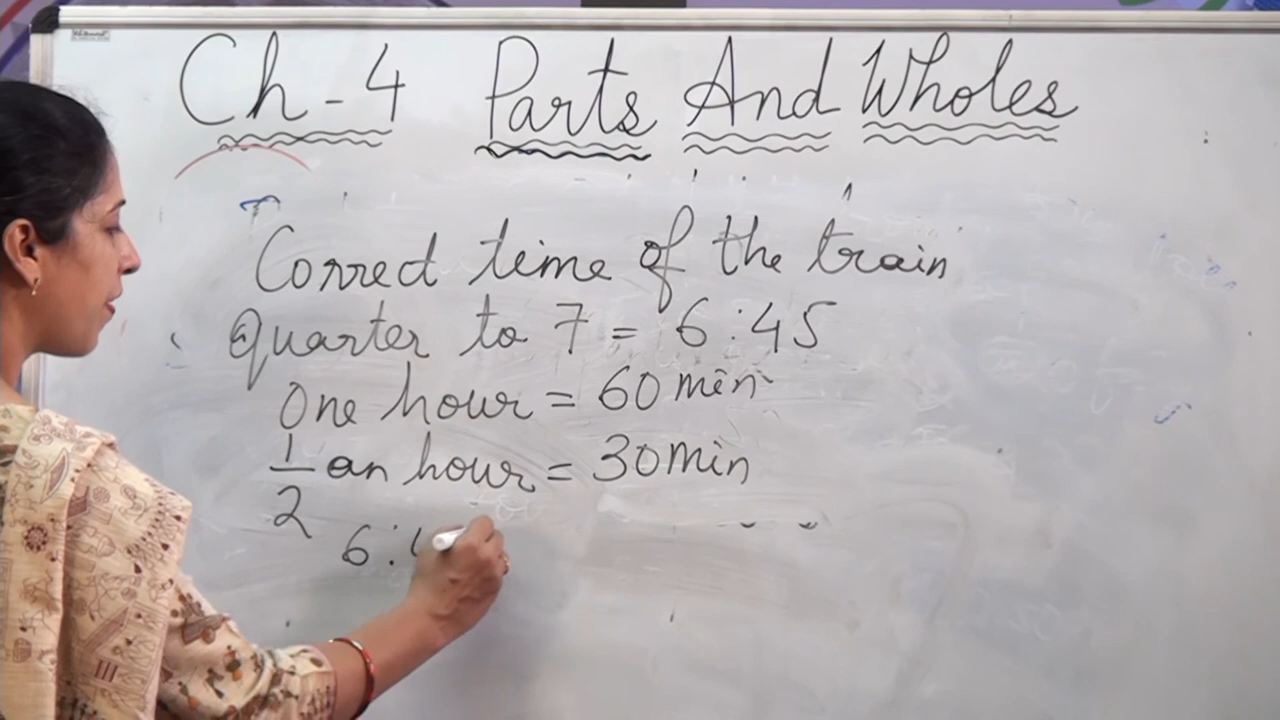 Ch-4 Parts And Wholes
Corred time of the train
Quarter to 7 = 6:45
One hour = 60 min
1/2 an hour = 30 Min
6: